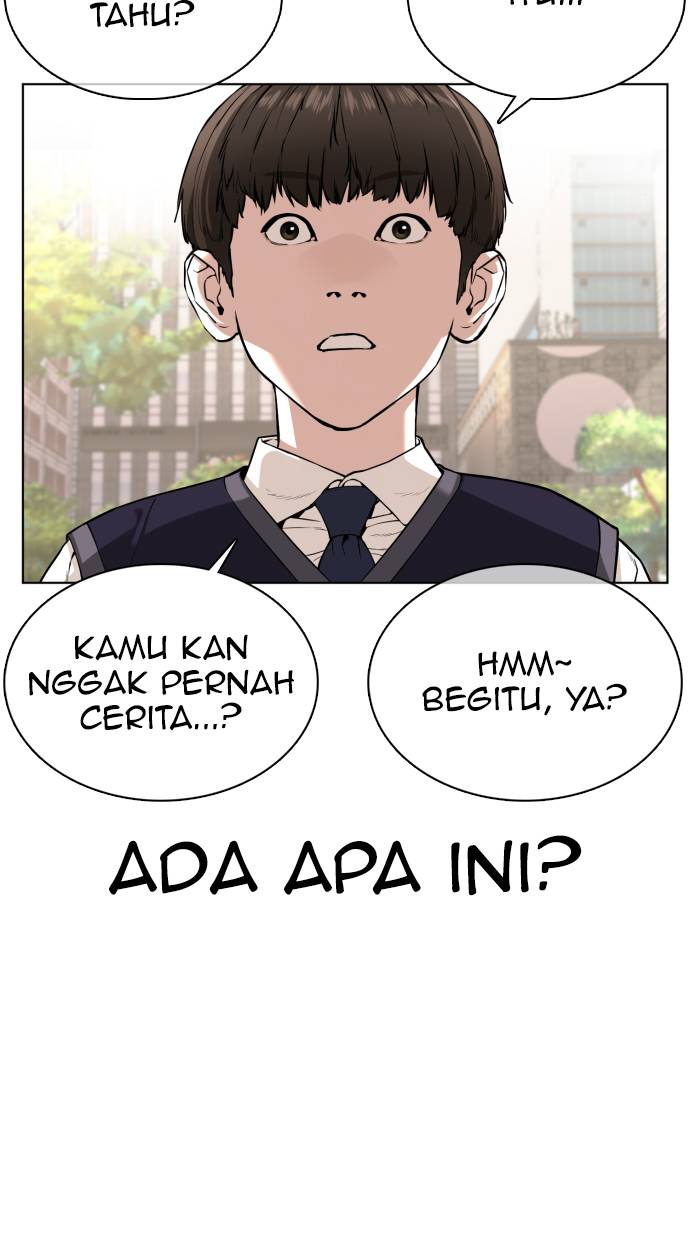 TAHU?
KAMU KAN
NGGAK PERNAH
CERITA...?
HMM~
BEGITU, YA?
ADA APA INI?